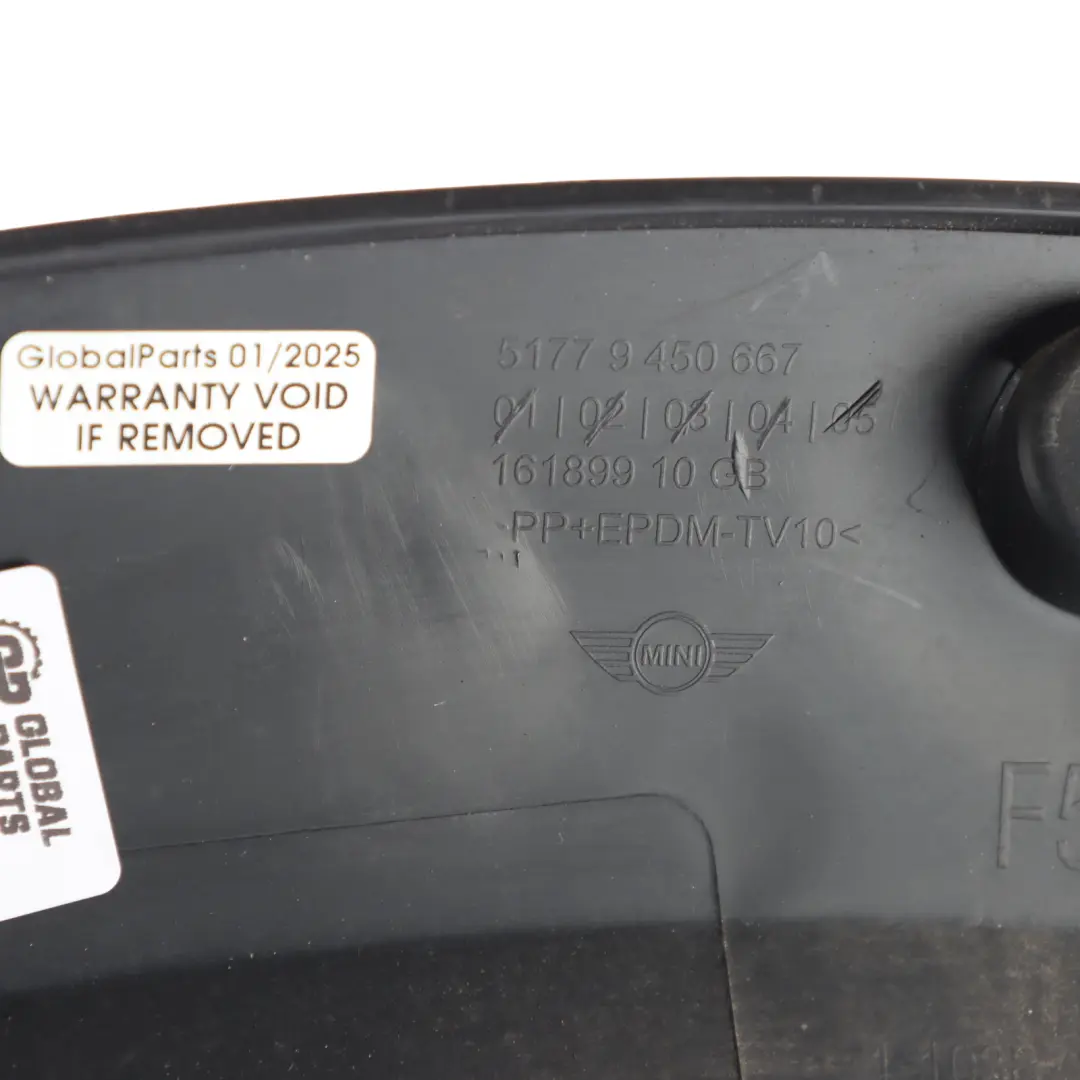 GlobalParts 01/2025
WARRANTY VOID
IF REMOVED
5177 9 450 667
01 | 02 | 03 | 04 | 05
161899 10 GB
PP+EPDM-TV10<
MINI
GLOBAL
PARTS
F5